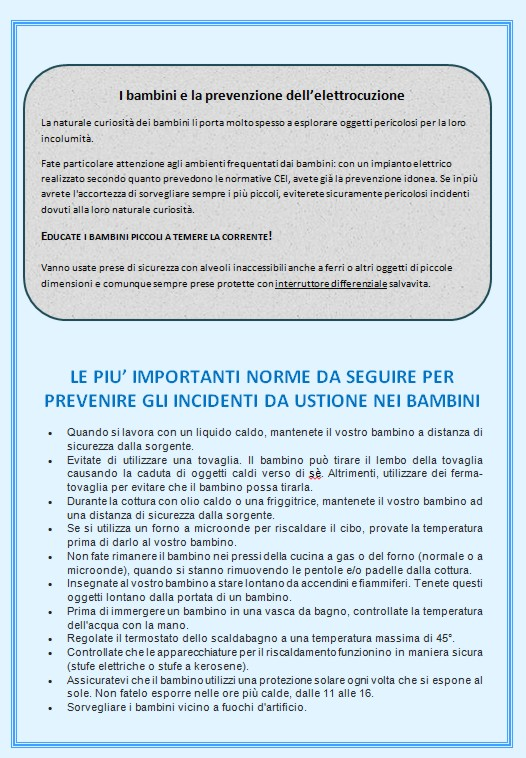 I bambini e la prevenzione dell'elettrocuzione
La naturale curiosità dei bambini li porta molto spesso a esplorare oggetti pericolosi per la loro
incolumità.
Fate particolare attenzione agli ambienti frequentati dai bambini: con un impianto elettrico
realizzato secondo quanto prevedono le normative CEI, avete già la prevenzione idonea. Se in più
avrete l'accortezza di sorvegliare sempre i più piccoli, eviterete sicuramente pericolosi incidenti
dovuti alla loro naturale curiosità.
EDUCATE I BAMBINI PICCOLI A TEMERE LA CORRENTE!
Vanno usate prese di sicurezza con alveoli inaccessibili anche a ferri o altri oggetti di piccole
dimensioni e comunque sempre prese protette con interruttore differenziale salvavita.
LE PIU' IMPORTANTI NORME DA SEGUIRE PER
PREVENIRE GLI INCIDENTI DA USTIONE NEI BAMBINI
• Quando si lavora con un liquido caldo, mantenete il vostro bambino a distanza di
sicurezza dalla sorgente.
• Evitate di utilizzare una tovaglia. Il bambino può tirare il lembo della tovaglia
causando la caduta di oggetti caldi verso di sè. Altrimenti, utilizzare dei ferma-
tovaglia per evitare che il bambino possa tirarla.
• Durante la cottura con olio caldo o una friggitrice, mantenete il vostro bambino ad
una distanza di sicurezza dalla sorgente.
• Se si utilizza un forno a microonde per riscaldare il cibo, provate la temperatura
prima di darlo al vostro bambino.
• Non fate rimanere il bambino nei pressi della cucina a gas o del forno (normale o a
microonde), quando si stanno rimuovendo le pentole e/o padelle dalla cottura.
• Insegnate al vostro bambino a stare lontano da accendini e fiammiferi. Tenete questi
oggetti lontano dalla portata di un bambino.
• Prima di immergere un bambino in una vasca da bagno, controllate la temperatura
dell'acqua con la mano.
• Regolate il termostato dello scaldabagno a una temperatura massima di 45°.
• Controllate che le apparecchiature per il riscaldamento funzionino in maniera sicura
(stufe elettriche o stufe a kerosene).
• Assicuratevi che il bambino utilizzi una protezione solare ogni volta che si espone al
sole. Non fatelo esporre nelle ore più calde, dalle 11 alle 16.
• Sorvegliare i bambini vicino a fuochi d'artificio.